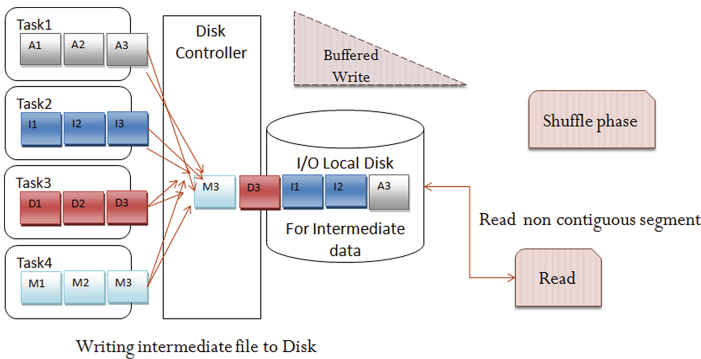 Task1
A1 A2 A3
Task2
I1 I2 I3
Task3
D1 D2 D3
Task4
M1 M2 M3
Disk
Controller
Buffered
Write
Shuffle phase
I/O Local Disk
M3 D3 I1 I2 A3
For Intermediate
data
Read non contiguous segment
Read
Writing intermediate file to Disk